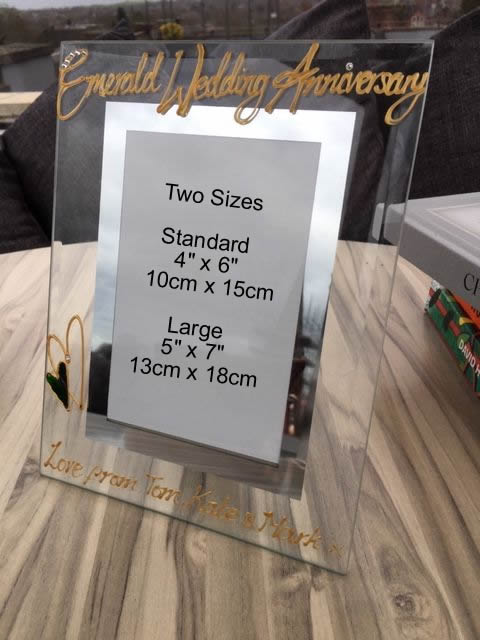 Emerald Wedding Anniversary
Two Sizes
Standard
4" x 6"
10cm x 15cm
Large
5" x 7"
13cm x 18cm
Love from Tom, Kate & Mark x
DAVID H